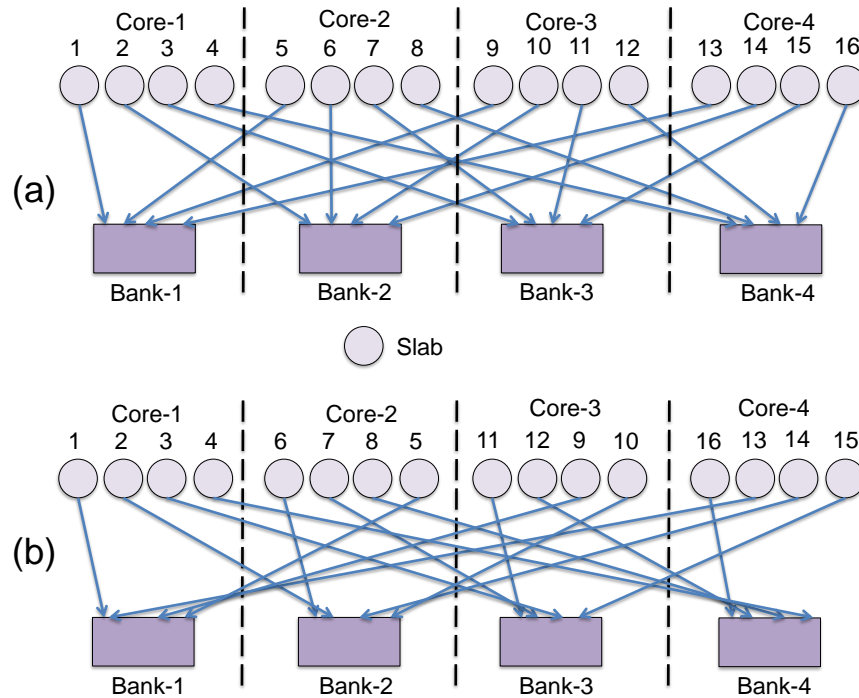 Core-1 Core-2 Core-3 Core-4
1 2 3 4 5 6 7 8 9 10 11 12 13 14 15 16
(a)
Bank-1 Bank-2 Bank-3 Bank-4
Slab
Core-1 Core-2 Core-3 Core-4
1 2 3 4 6 7 8 5 11 12 9 10 16 13 14 15
(b)
Bank-1 Bank-2 Bank-3 Bank-4